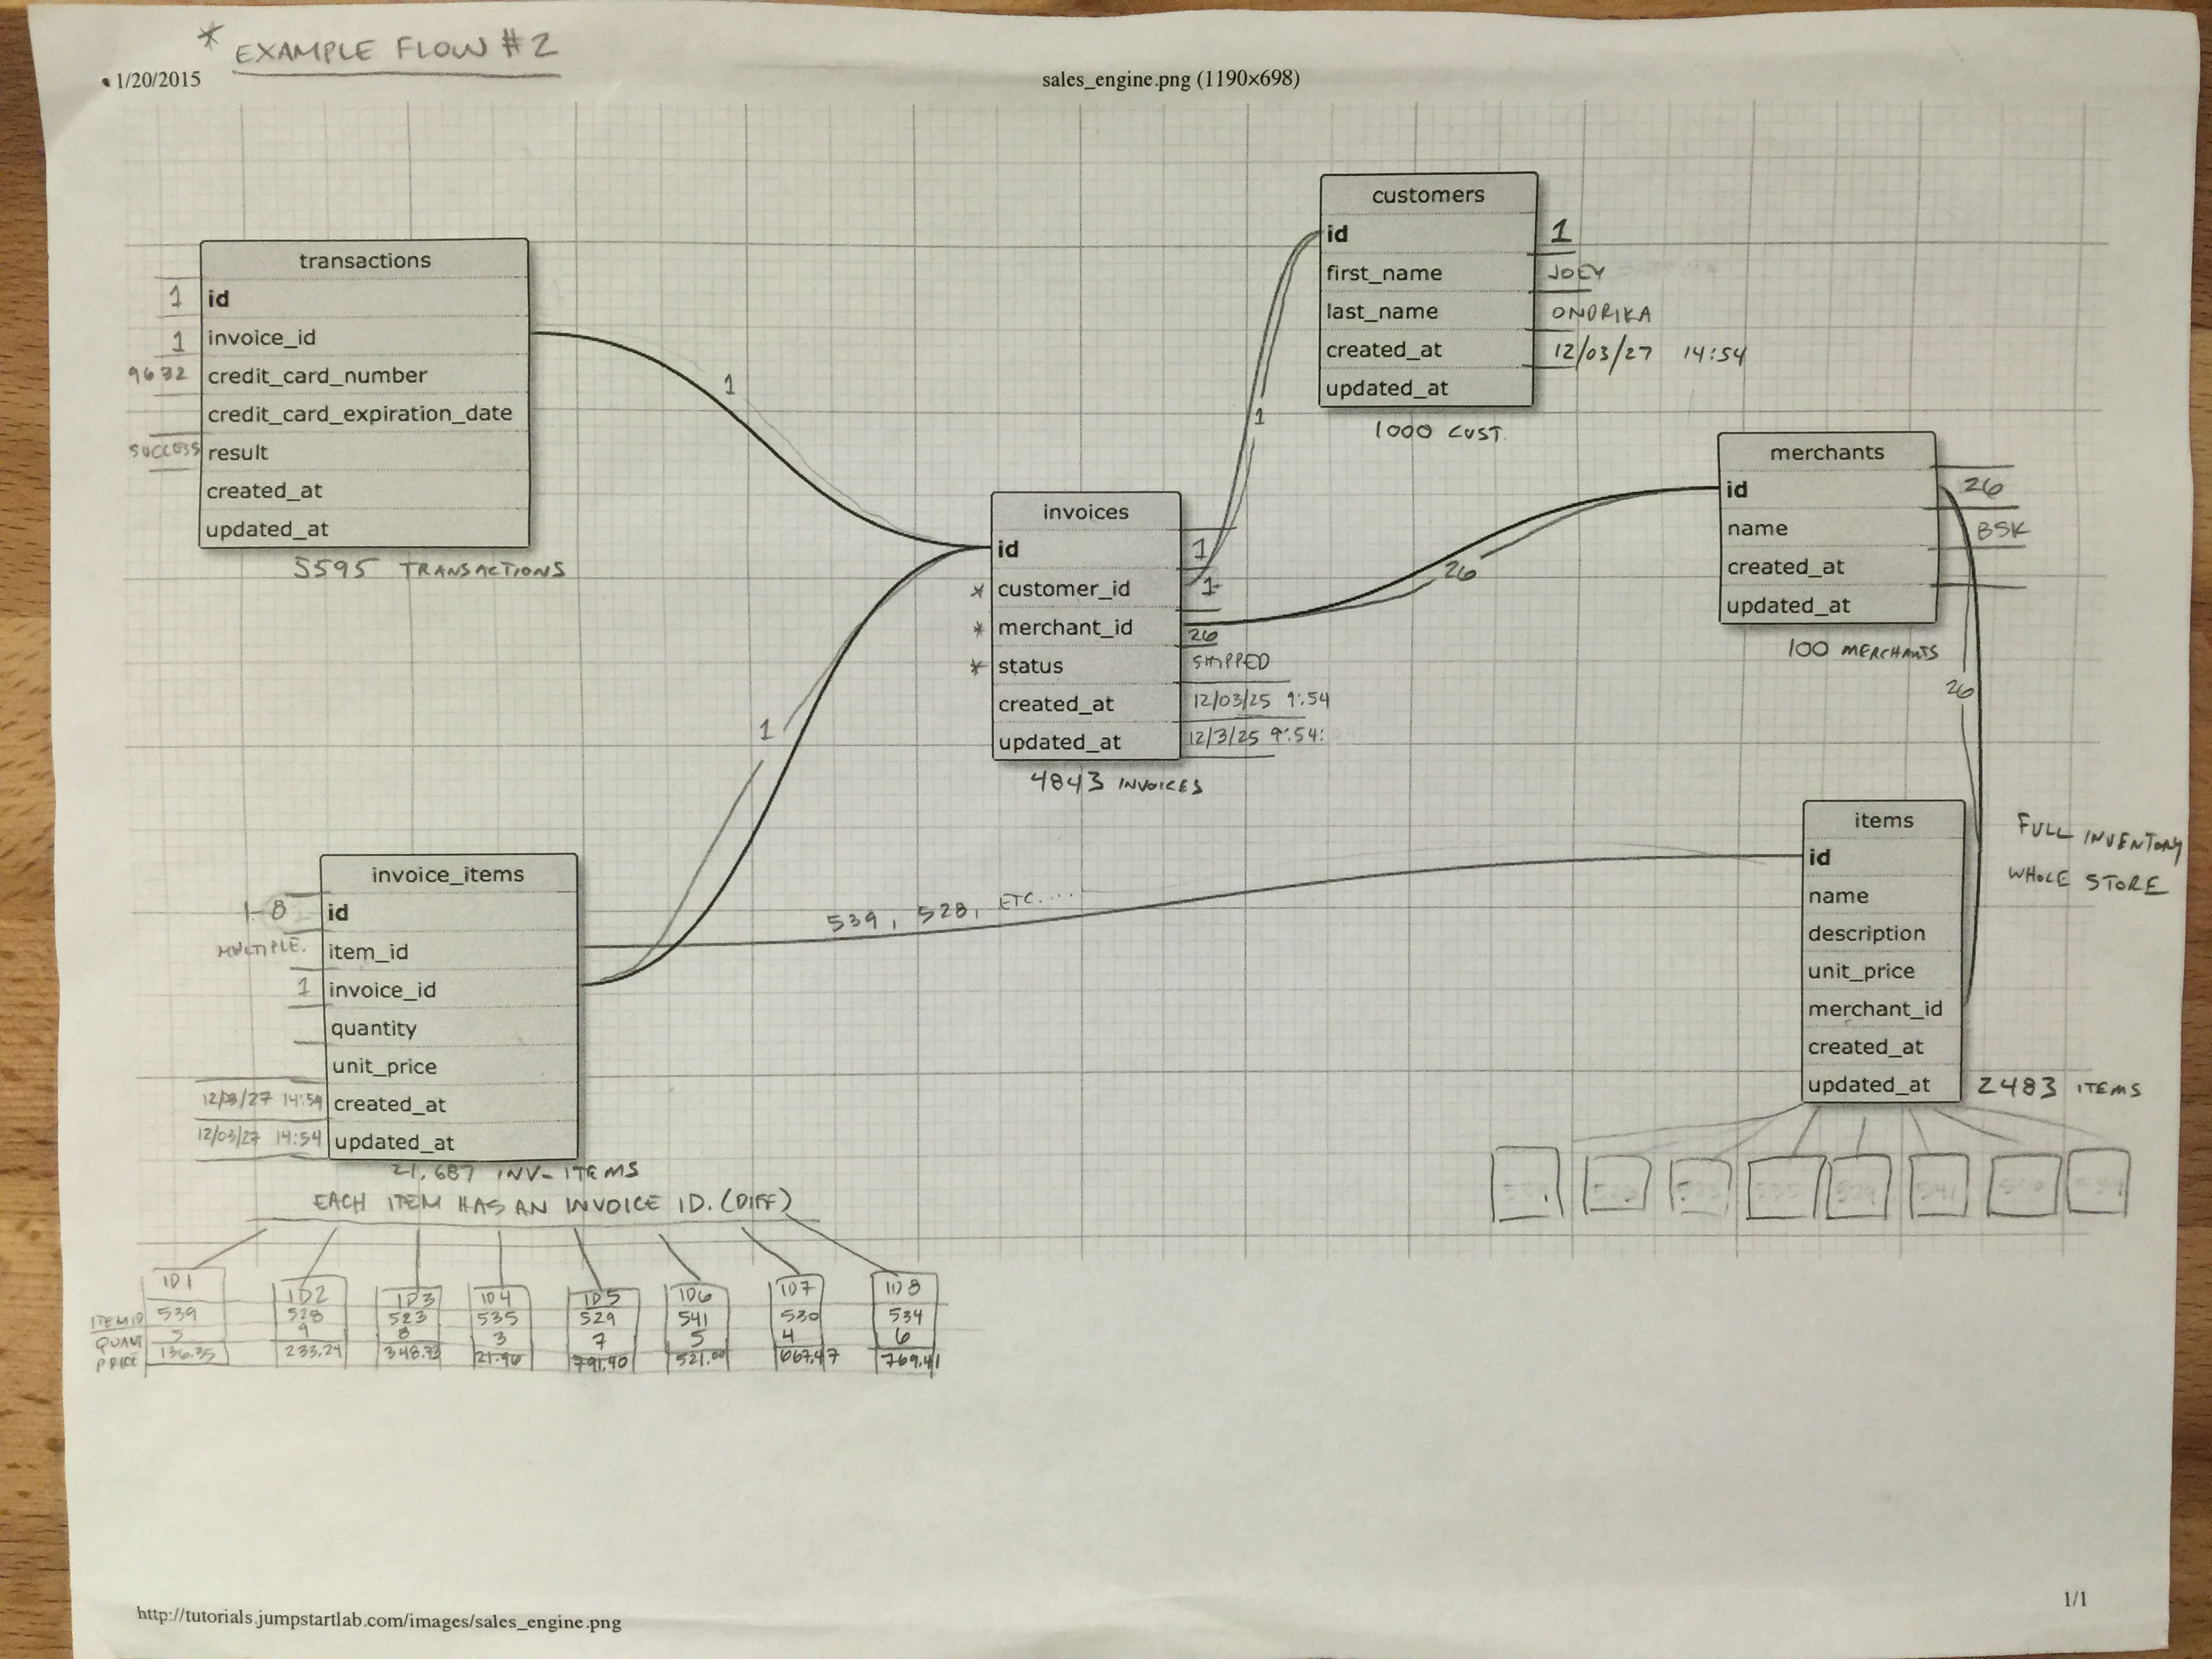 * EXAMPLE FLOW #2
1/20/2015
sales_engine.png (1190×698)
customers
id 1
first_name JOEY
last_name ONDRIKA
created_at 12/03/27 14:54
updated_at
1000 CUST.
transactions
1 id
1 invoice_id
9632 credit_card_number
credit_card_expiration_date
SUCCESS result
created_at
updated_at
5595 TRANSACTIONS
1
1
merchants
id 26
name BSK
created_at
updated_at
100 MERCHANTS
26
26
invoices
id 1
* customer_id 1
* merchant_id 26
* status SHIPPED
created_at 12/03/25 9:54
updated_at 12/3/25 9:54:
4843 INVOICES
1
items
id
name
description
unit_price
merchant_id
created_at
updated_at
2483 ITEMS
FULL INVENTORY
WHOLE STORE
invoice_items
1-8 id
MULTIPLE. item_id
1 invoice_id
quantity
unit_price
12/03/27 14:54 created_at
12/03/27 14:54 updated_at
539, 528, ETC....
21,687 INV-ITEMS
EACH ITEM HAS AN INVOICE ID. (DIFF)
535 529 541
ID1 ID2 ID3 ID4 ID5 ID6 ID7 ID8
ITEM ID 539 528 523 535 529 541 530 534
QUANT 5 9 8 3 7 5 4 6
PRICE 136.35 233.24 348.73 21.96 791.40 521.00 667.47 769.41
http://tutorials.jumpstartlab.com/images/sales_engine.png
1/1